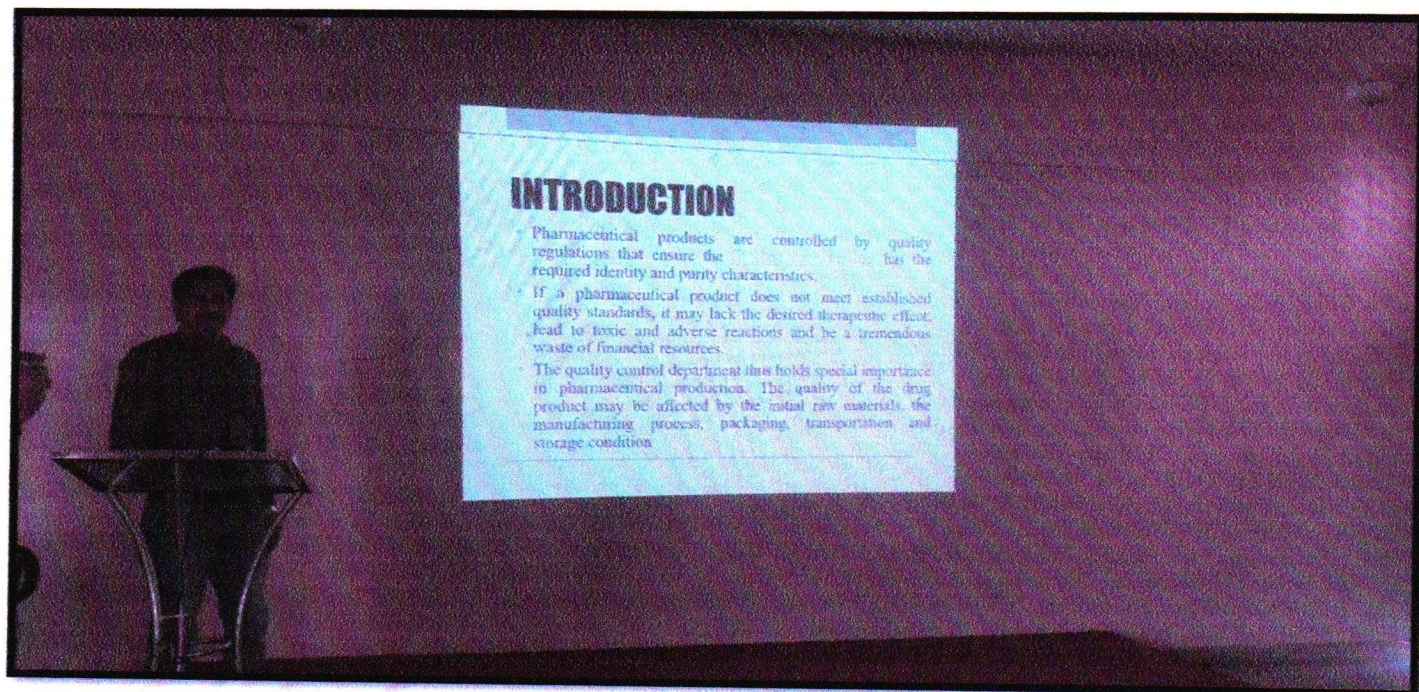 INTRODUCTION
Pharmaceutical products are controlled by quality
regulations that ensure the has the
required identity and purity characteristics.
If a pharmaceutical product does not meet established
quality standards, it may lack the desired therapeutic effect,
lead to toxic and adverse reactions and be a tremendous
waste of financial resources.
The quality control department thus holds special importance
in pharmaceutical production. The quality of the drug
product may be affected by the initial raw materials, the
manufacturing process, packaging, transportation and
storage condition